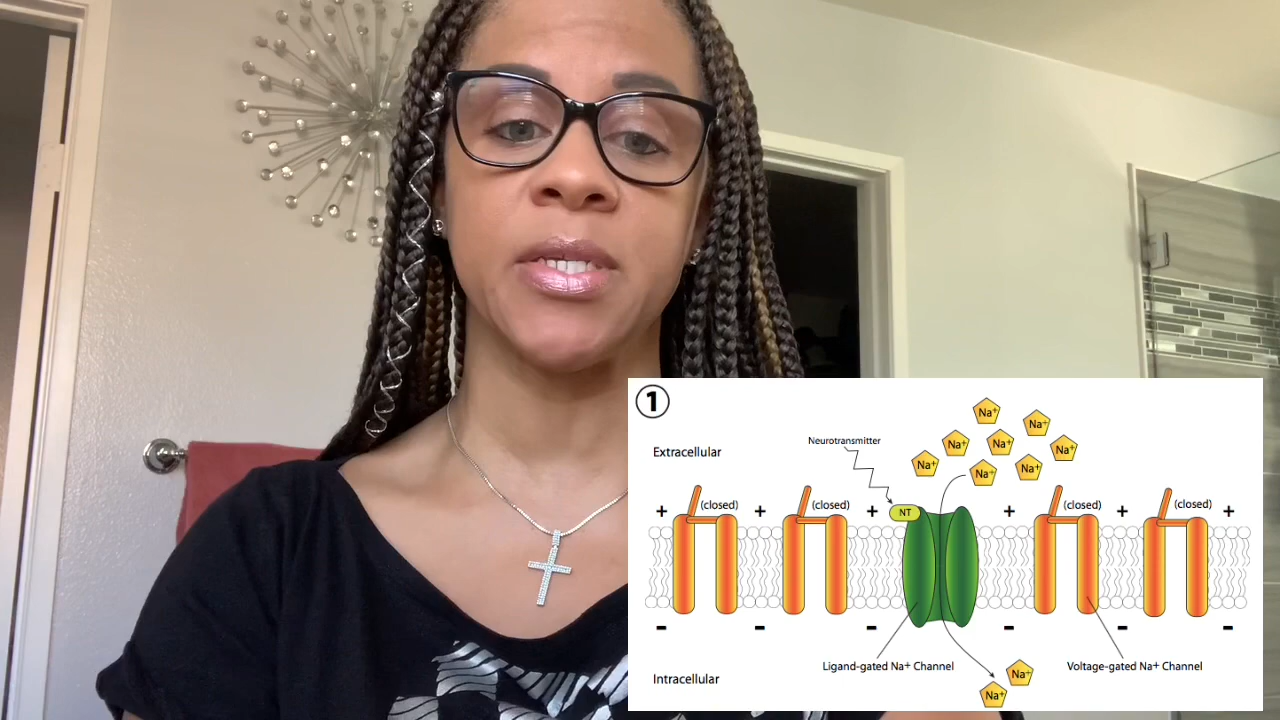 1
Na⁺
Na⁺
Neurotransmitter
Na⁺
Na⁺
Na⁺
Extracellular
Na⁺
Na⁺
Na⁺
+ (closed) + (closed) + NT + (closed) + (closed) +
- - - - - -
Ligand-gated Na⁺ Channel
Voltage-gated Na⁺ Channel
Na⁺
Intracellular
Na⁺